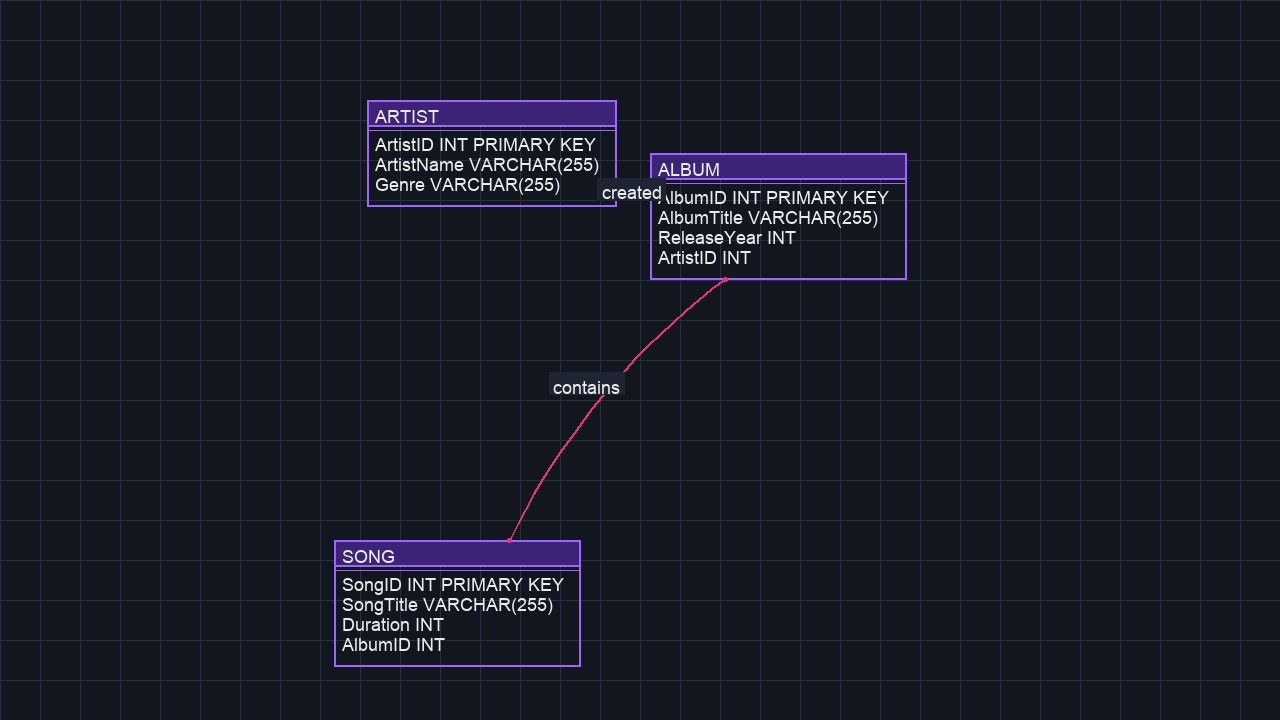 ARTIST
ArtistID INT PRIMARY KEY
ArtistName VARCHAR(255)
Genre VARCHAR(255)
created
ALBUM
AlbumID INT PRIMARY KEY
AlbumTitle VARCHAR(255)
ReleaseYear INT
ArtistID INT
contains
SONG
SongID INT PRIMARY KEY
SongTitle VARCHAR(255)
Duration INT
AlbumID INT